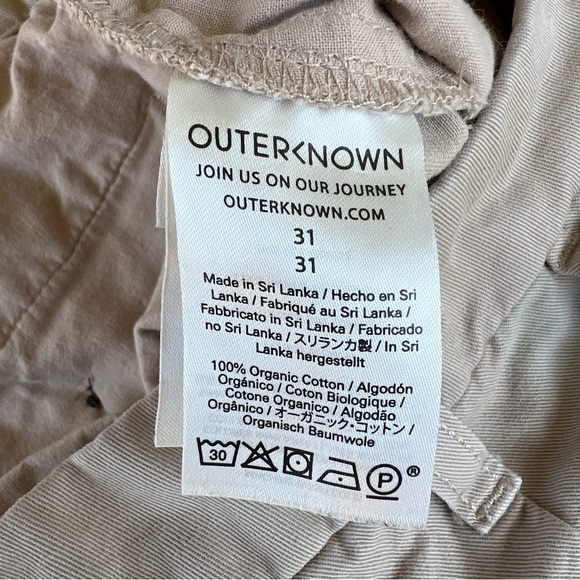 OUTERKNOWN
JOIN US ON OUR JOURNEY
OUTERKNOWN.COM
31
31
Made in Sri Lanka / Hecho en Sri
Lanka / Fabriqué au Sri Lanka /
Fabbricato in Sri Lanka / Fabricado
no Sri Lanka / スリランカ製 / In Sri
Lanka hergestellt
100% Organic Cotton / Algodón
Orgánico / Coton Biologique /
Cotone Organico / Algodão
Orgânico / オーガニック・コットン /
Organisch Baumwole
30 P ®